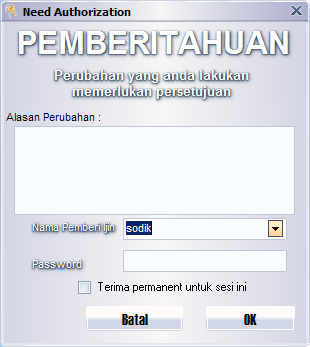 Need Authorization
PEMBERITAHUAN
Perubahan yang anda lakukan
memerlukan persetujuan
Alasan Perubahan :
Nama Pemberi Ijin
sodik
Password
Terima permanent untuk sesi ini
Batal
OK